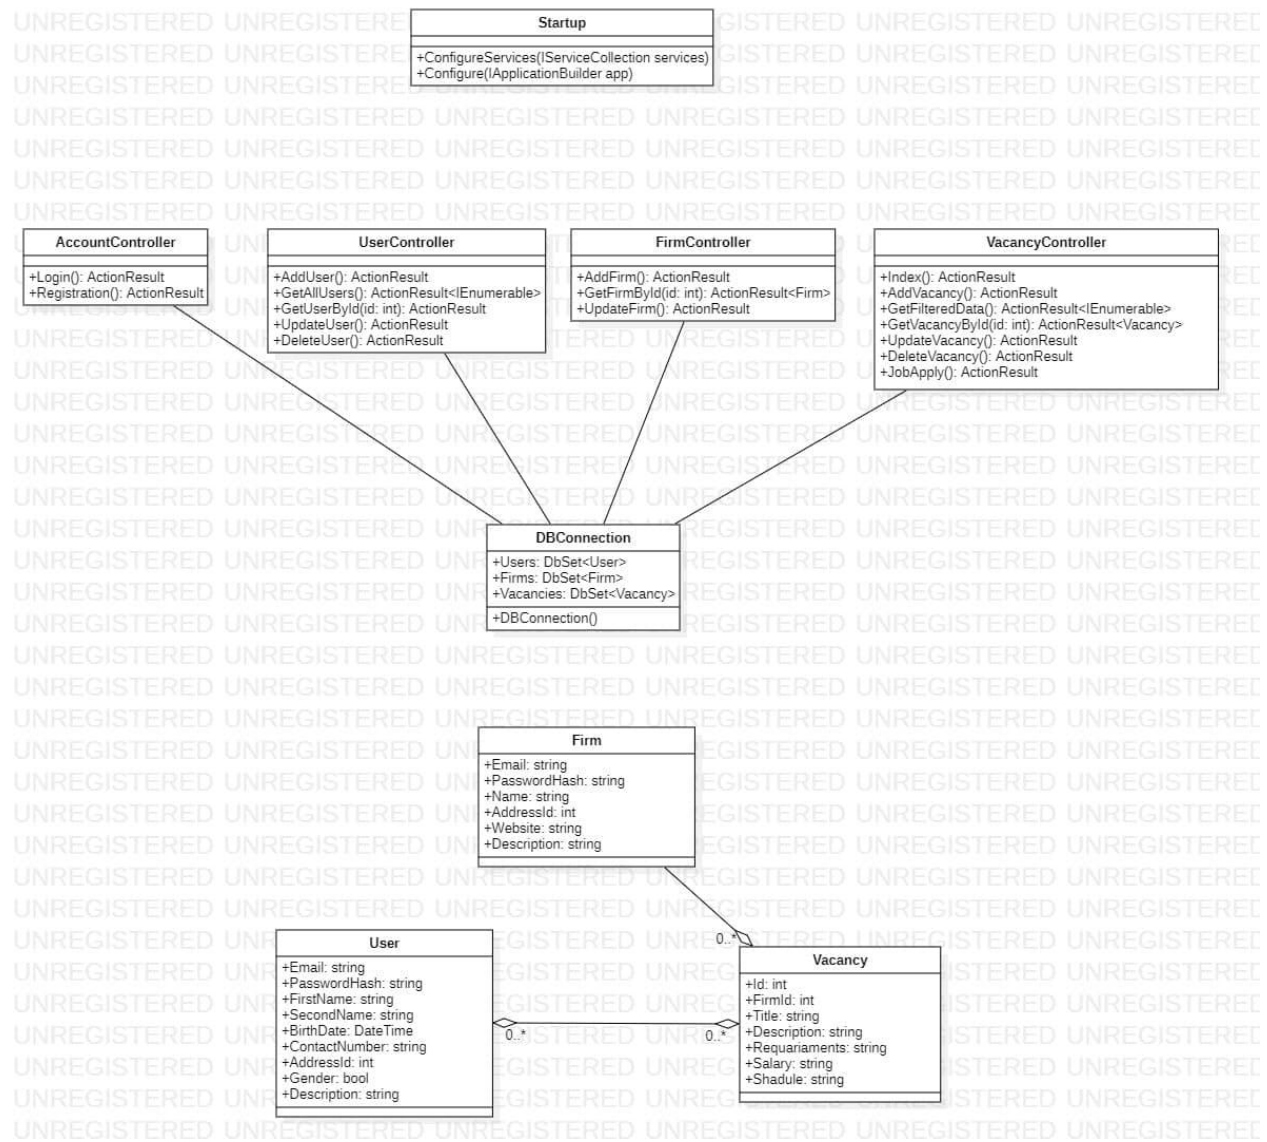 Startup
+ConfigureServices(IServiceCollection services)
+Configure(IApplicationBuilder app)
AccountController
+Login(): ActionResult
+Registration(): ActionResult
UserController
+AddUser(): ActionResult
+GetAllUsers(): ActionResult<IEnumerable>
+GetUserById(id: int): ActionResult
+UpdateUser(): ActionResult
+DeleteUser(): ActionResult
FirmController
+AddFirm(): ActionResult
+GetFirmById(id: int): ActionResult<Firm>
+UpdateFirm(): ActionResult
VacancyController
+Index(): ActionResult
+AddVacancy(): ActionResult
+GetFilteredData(): ActionResult<IEnumerable>
+GetVacancyById(id: int): ActionResult<Vacancy>
+UpdateVacancy(): ActionResult
+DeleteVacancy(): ActionResult
+JobApply(): ActionResult
DBConnection
+Users: DbSet<User>
+Firms: DbSet<Firm>
+Vacancies: DbSet<Vacancy>
+DBConnection()
Firm
+Email: string
+PasswordHash: string
+Name: string
+AddressId: int
+Website: string
+Description: string
0..*
User
+Email: string
+PasswordHash: string
+FirstName: string
+SecondName: string
+BirthDate: DateTime
+ContactNumber: string
+AddressId: int
+Gender: bool
+Description: string
0..*
0..*
Vacancy
+Id: int
+FirmId: int
+Title: string
+Description: string
+Requariaments: string
+Salary: string
+Shadule: string
UNREGISTERED